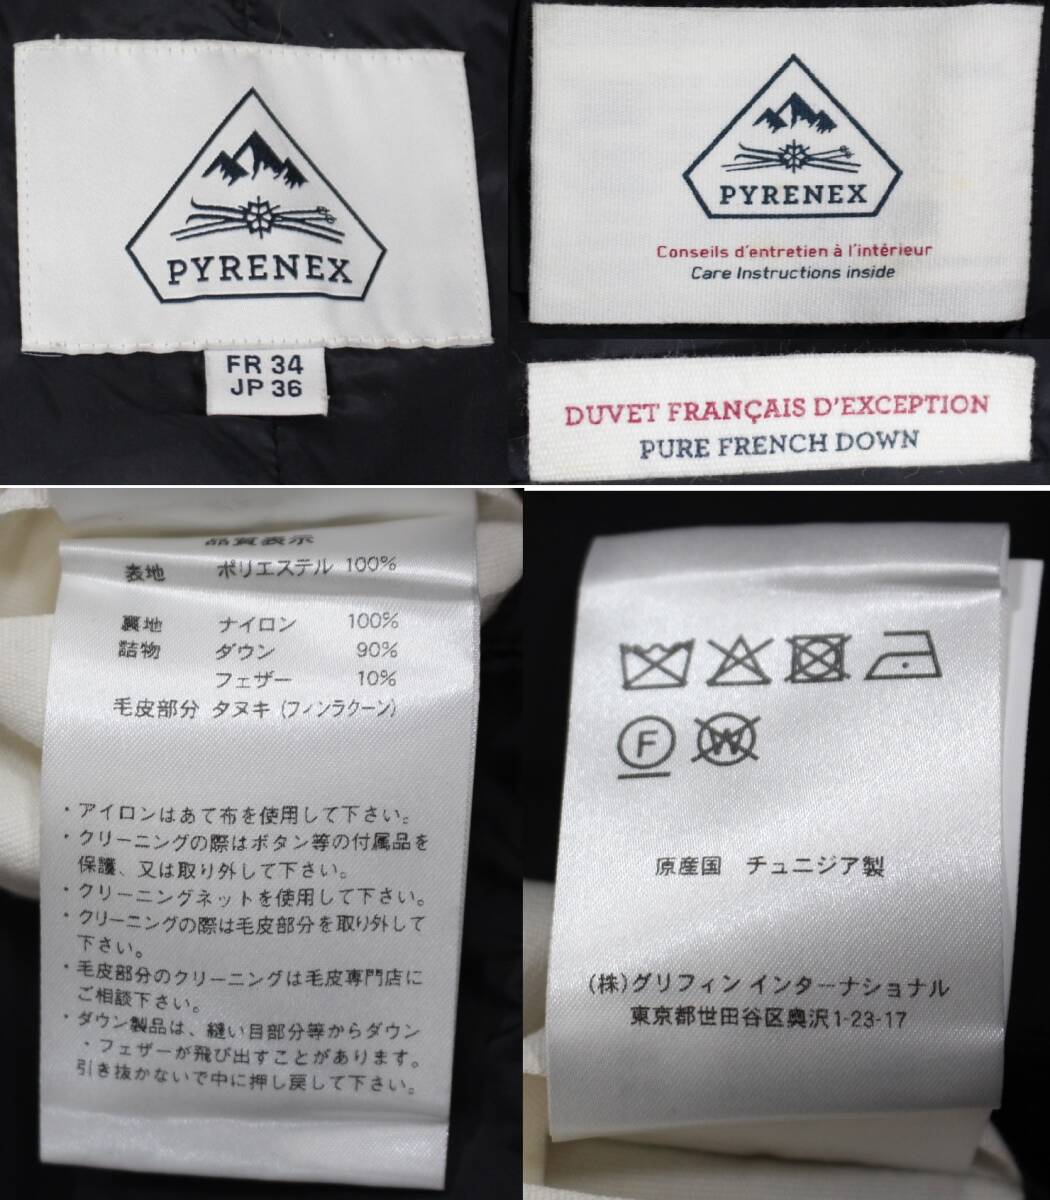 PYRENEX
FR 34
JP 36
PYRENEX
Conseils d'entretien à l'intérieur
Care Instructions inside
DUVET FRANÇAIS D'EXCEPTION
PURE FRENCH DOWN
品質表示
表地 ポリエステル 100%
裏地 ナイロン 100%
詰物 ダウン 90%
フェザー 10%
毛皮部分 タヌキ (フィンラクーン)
・アイロンはあて布を使用して下さい。
・クリーニングの際はボタン等の付属品を
保護、又は取り外して下さい。
・クリーニングネットを使用して下さい。
・クリーニングの際は毛皮部分を取り外して
下さい。
・毛皮部分のクリーニングは毛皮専門店に
ご相談下さい。
・ダウン製品は、縫い目部分等からダウン
・フェザーが飛び出すことがあります。
引き抜かないで中に押し戻して下さい。
F W
原産国 チュニジア製
(株)グリフィン インターナショナル
東京都世田谷区奥沢1-23-17